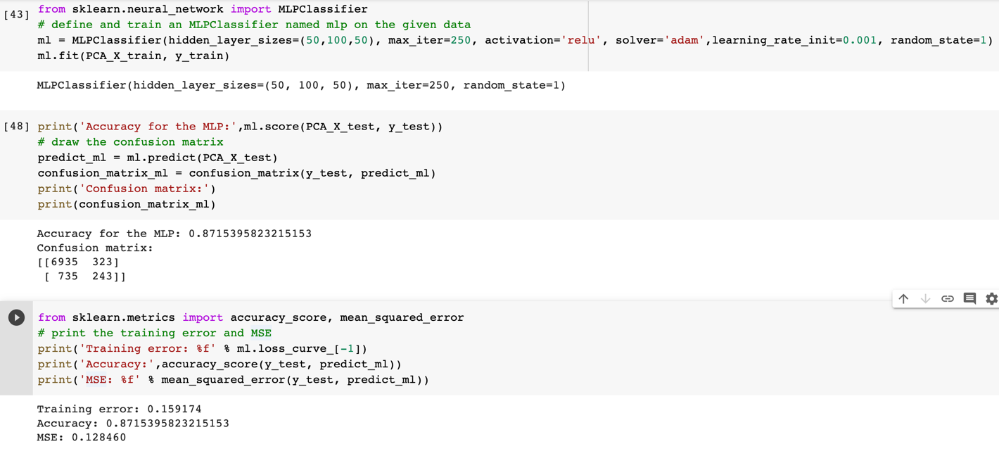 [43] from sklearn.neural_network import MLPClassifier
# define and train an MLPClassifier named mlp on the given data
ml = MLPClassifier(hidden_layer_sizes=(50,100,50), max_iter=250, activation='relu', solver='adam',learning_rate_init=0.001, random_state=1)
ml.fit(PCA_X_train, y_train)
MLPClassifier(hidden_layer_sizes=(50, 100, 50), max_iter=250, random_state=1)
[48] print('Accuracy for the MLP:',ml.score(PCA_X_test, y_test))
# draw the confusion matrix
predict_ml = ml.predict(PCA_X_test)
confusion_matrix_ml = confusion_matrix(y_test, predict_ml)
print('Confusion matrix:')
print(confusion_matrix_ml)
Accuracy for the MLP: 0.8715395823215153
Confusion matrix:
[[6935  323]
 [ 735  243]]
from sklearn.metrics import accuracy_score, mean_squared_error
# print the training error and MSE
print('Training error: %f' % ml.loss_curve_[-1])
print('Accuracy:',accuracy_score(y_test, predict_ml))
print('MSE: %f' % mean_squared_error(y_test, predict_ml))
Training error: 0.159174
Accuracy: 0.8715395823215153
MSE: 0.128460